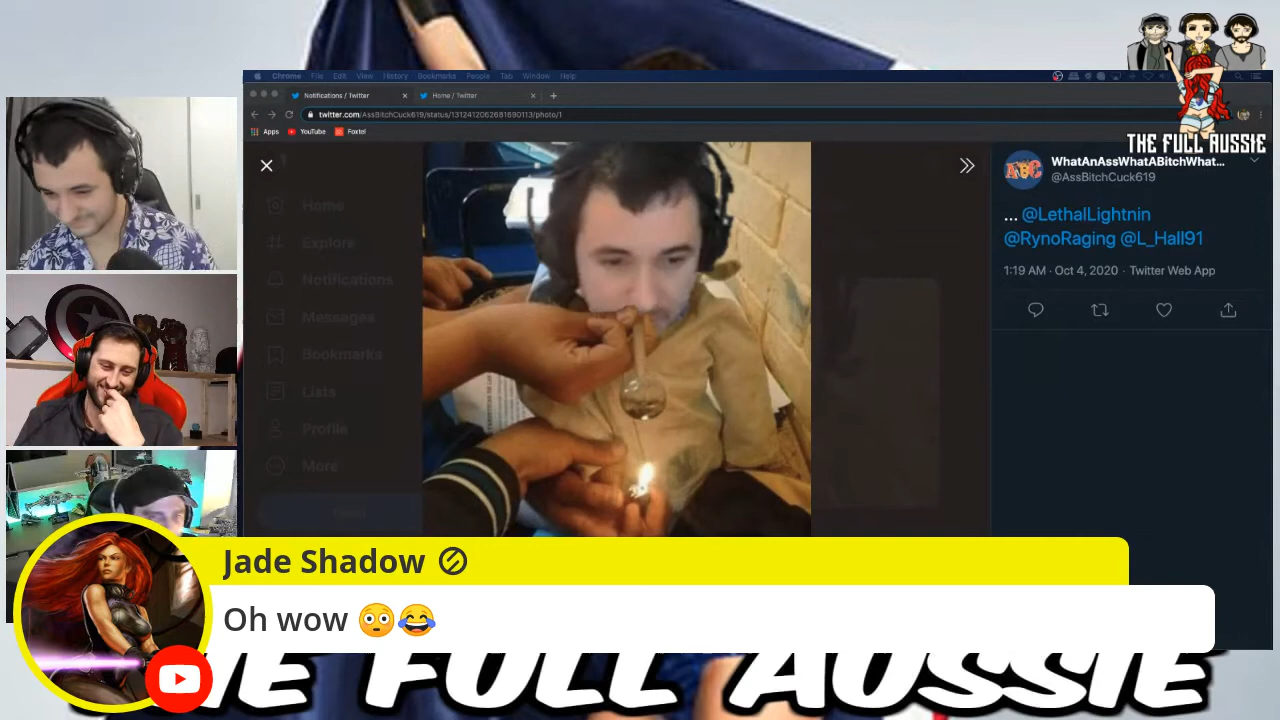 THE FULL AUSSIE
Chrome File Edit View History Bookmarks People Tab Window Help
Notifications / Twitter
Home / Twitter
twitter.com/AssBitchCuck619/status/1312412062681690113/photo/1
Apps YouTube Foxtel
WhatAnAssWhatABitchWhat...
@AssBitchCuck619
... @LethalLightnin
@RynoRaging @L_Hall91
1:19 AM · Oct 4, 2020 · Twitter Web App
Home
Explore
Notifications
Messages
Bookmarks
Lists
Profile
More
Tweet
Jade Shadow
Oh wow 😳😂
THE FULL AUSSIE